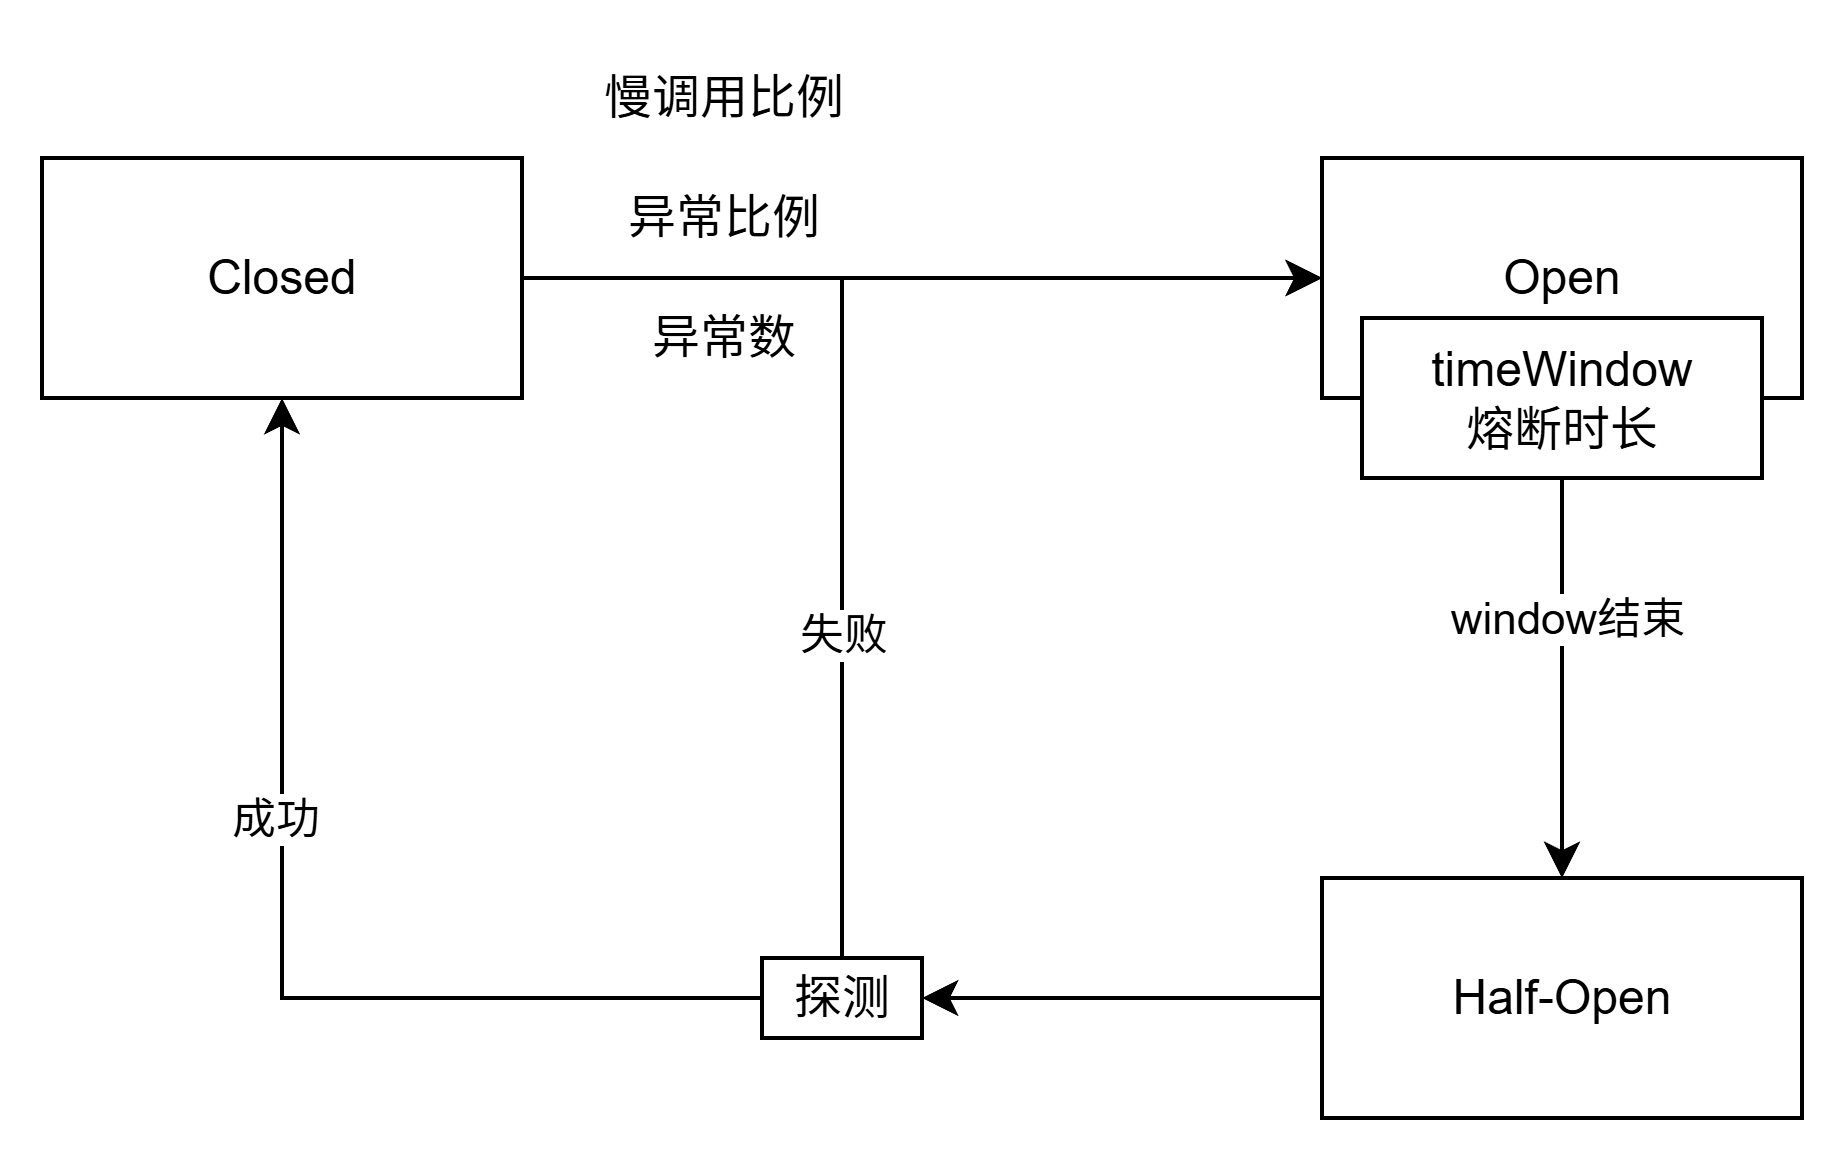 慢调用比例
异常比例
Closed
Open
异常数
timeWindow
熔断时长
失败
window结束
成功
探测
Half-Open